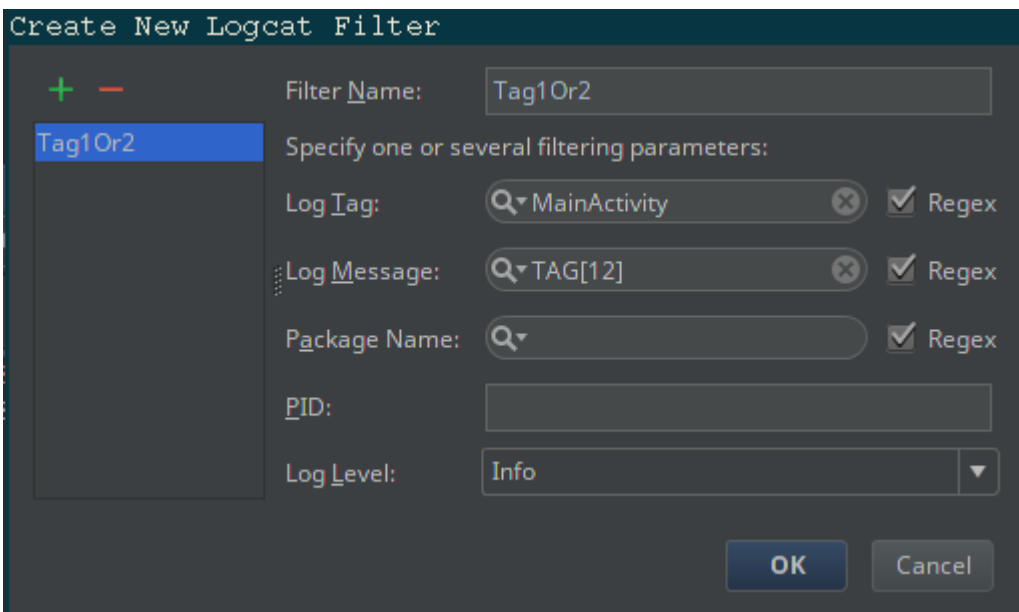 Create New Logcat Filter
Filter Name: Tag1Or2
Tag1Or2
Specify one or several filtering parameters:
Log Tag: MainActivity Regex
Log Message: TAG[12] Regex
Package Name: Regex
PID:
Log Level: Info
OK Cancel